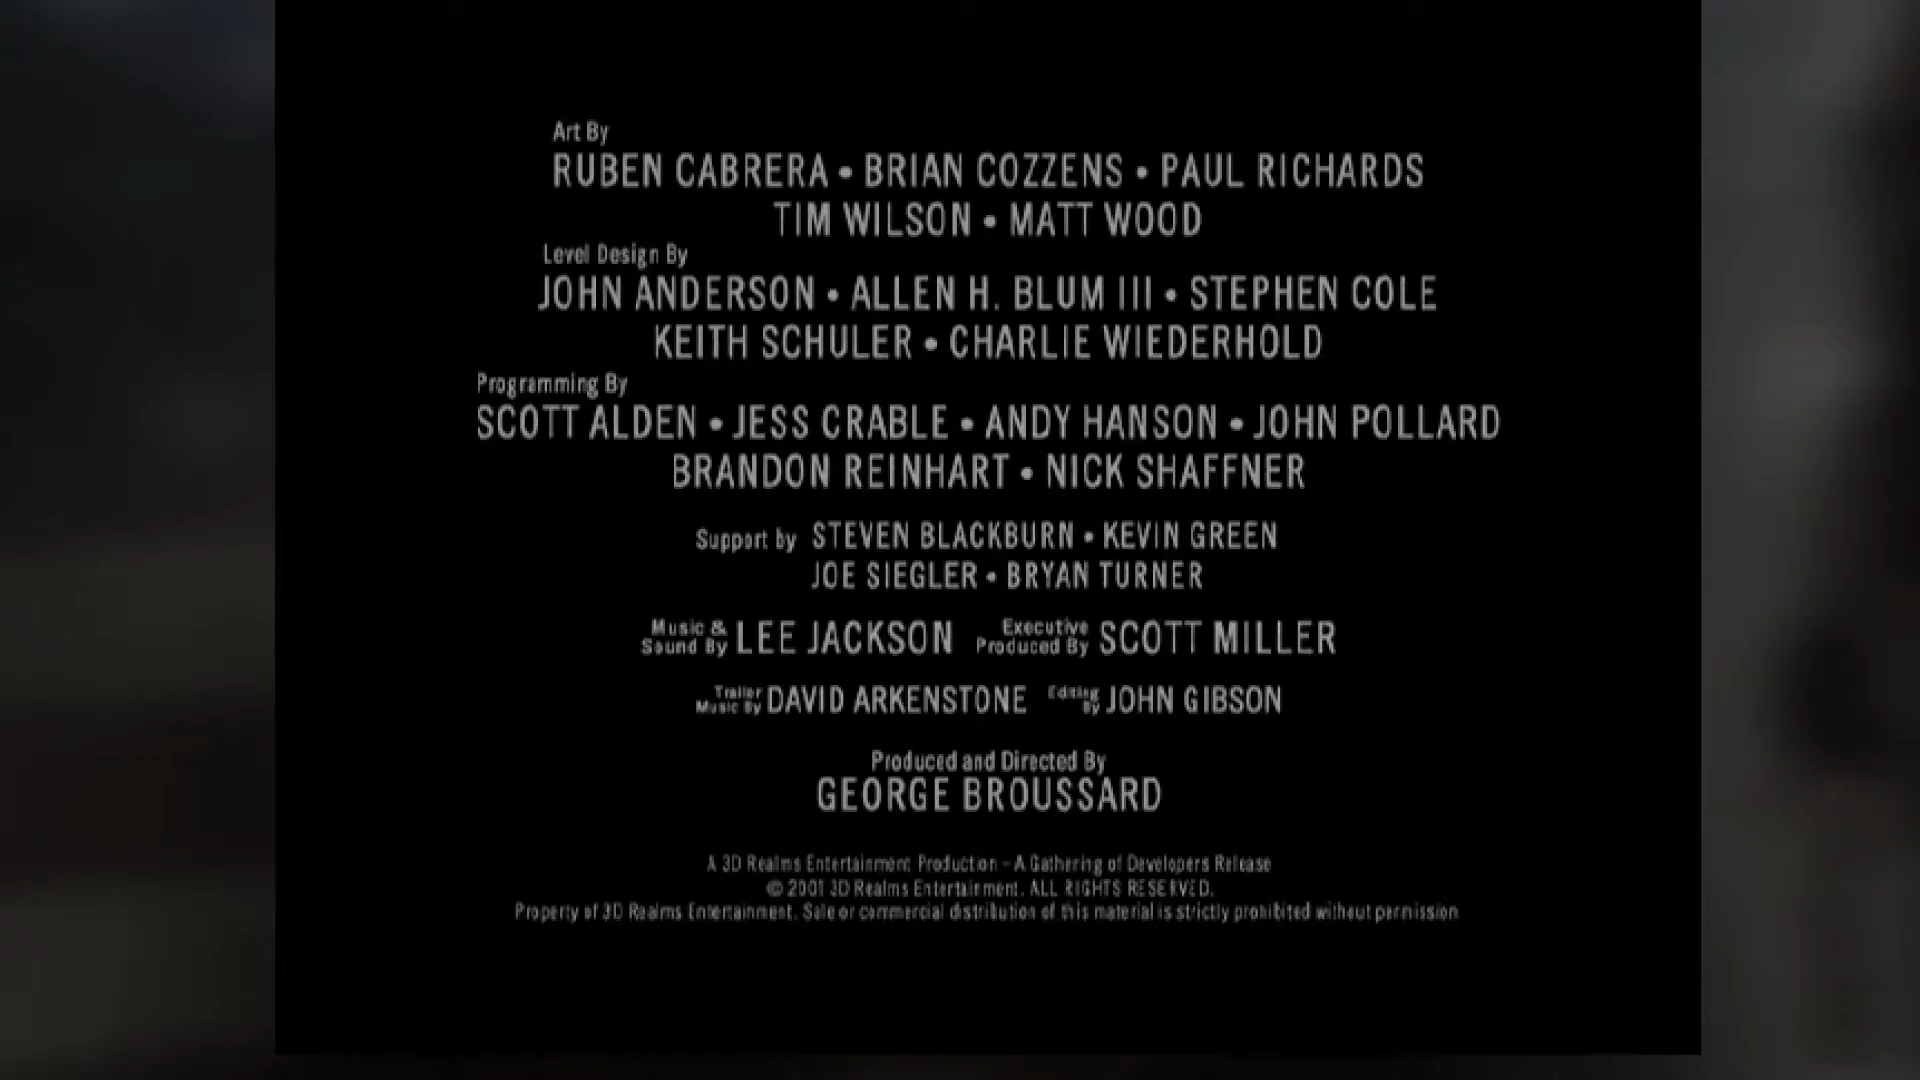 Art By
RUBEN CABRERA • BRIAN COZZENS • PAUL RICHARDS
TIM WILSON • MATT WOOD
Level Design By
JOHN ANDERSON • ALLEN H. BLUM III • STEPHEN COLE
KEITH SCHULER • CHARLIE WIEDERHOLD
Programming By
SCOTT ALDEN • JESS CRABLE • ANDY HANSON • JOHN POLLARD
BRANDON REINHART • NICK SHAFFNER
Support by STEVEN BLACKBURN • KEVIN GREEN
JOE SIEGLER • BRYAN TURNER
Music & Sound By LEE JACKSON Executive Produced By SCOTT MILLER
Trailer Music By DAVID ARKENSTONE Editing By JOHN GIBSON
Produced and Directed By
GEORGE BROUSSARD
A 3D Realms Entertainment Production - A Gathering of Developers Release
© 2001 3D Realms Entertainment. ALL RIGHTS RESERVED.
Property of 3D Realms Entertainment. Sale or commercial distribution of this material is strictly prohibited without permission